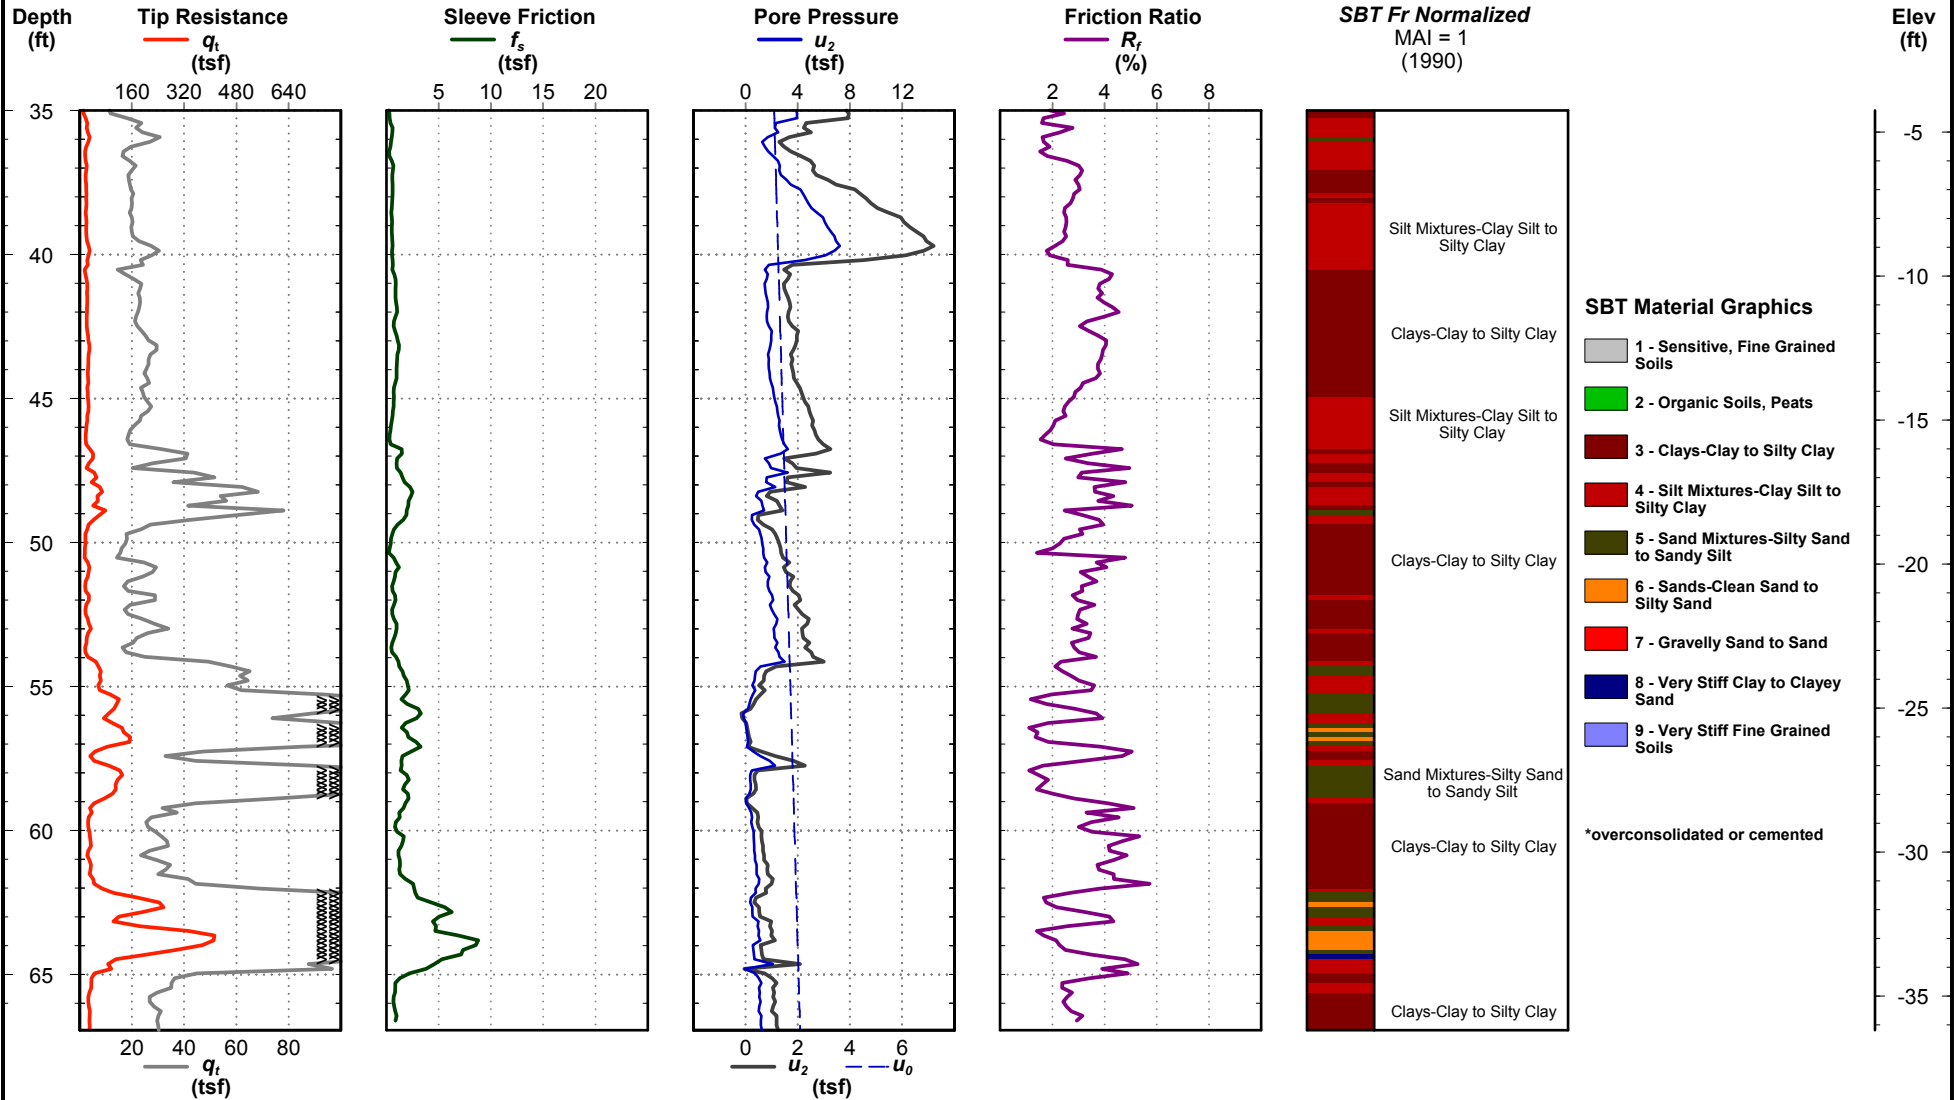 Depth
(ft)
Tip Resistance
qt
(tsf)
160 320 480 640
Sleeve Friction
fs
(tsf)
5 10 15 20
Pore Pressure
u2
(tsf)
0 4 8 12
Friction Ratio
Rf
(%)
2 4 6 8
SBT Fr Normalized
MAI = 1
(1990)
Elev
(ft)
35
40
45
50
55
60
65
Silt Mixtures-Clay Silt to
Silty Clay
Clays-Clay to Silty Clay
Silt Mixtures-Clay Silt to
Silty Clay
Clays-Clay to Silty Clay
Sand Mixtures-Silty Sand
to Sandy Silt
Clays-Clay to Silty Clay
Clays-Clay to Silty Clay
SBT Material Graphics
1 - Sensitive, Fine Grained
Soils
2 - Organic Soils, Peats
3 - Clays-Clay to Silty Clay
4 - Silt Mixtures-Clay Silt to
Silty Clay
5 - Sand Mixtures-Silty Sand
to Sandy Silt
6 - Sands-Clean Sand to
Silty Sand
7 - Gravelly Sand to Sand
8 - Very Stiff Clay to Clayey
Sand
9 - Very Stiff Fine Grained
Soils
*overconsolidated or cemented
-5
-10
-15
-20
-25
-30
-35
20 40 60 80
qt
(tsf)
0 2 4 6
u2 u0
(tsf)